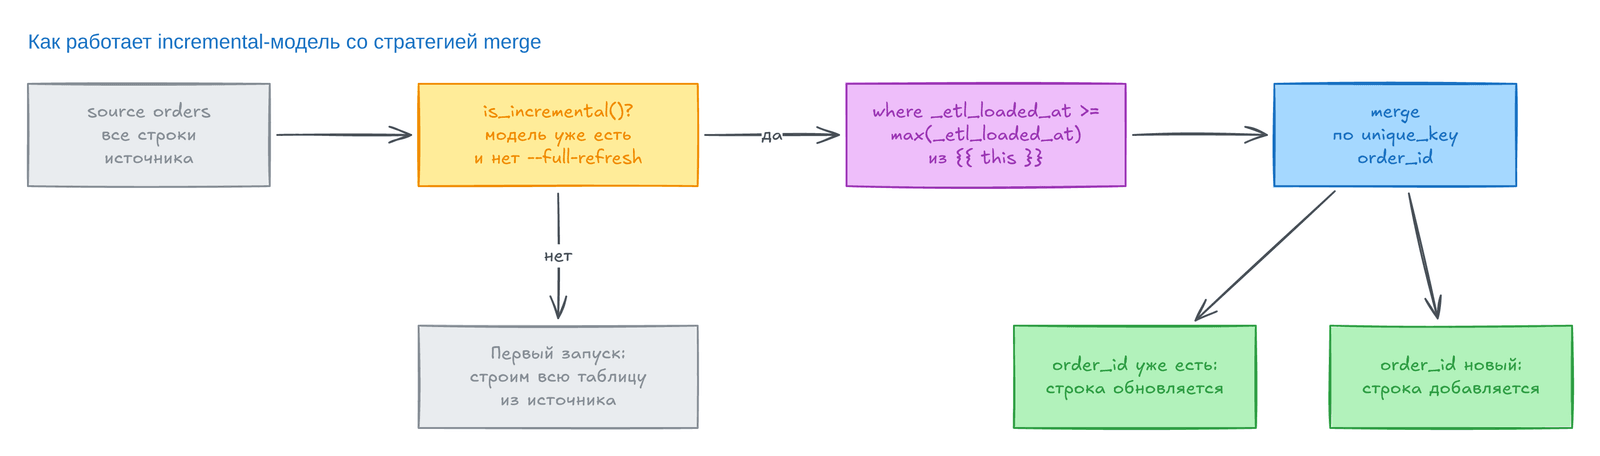 Как работает incremental-модель со стратегией merge
source orders
все строки
источника
is_incremental()?
модель уже есть
и нет --full-refresh
да
where _etl_loaded_at >=
max(_etl_loaded_at)
из {{ this }}
merge
по unique_key
order_id
нет
Первый запуск:
строим всю таблицу
из источника
order_id уже есть:
строка обновляется
order_id новый:
строка добавляется